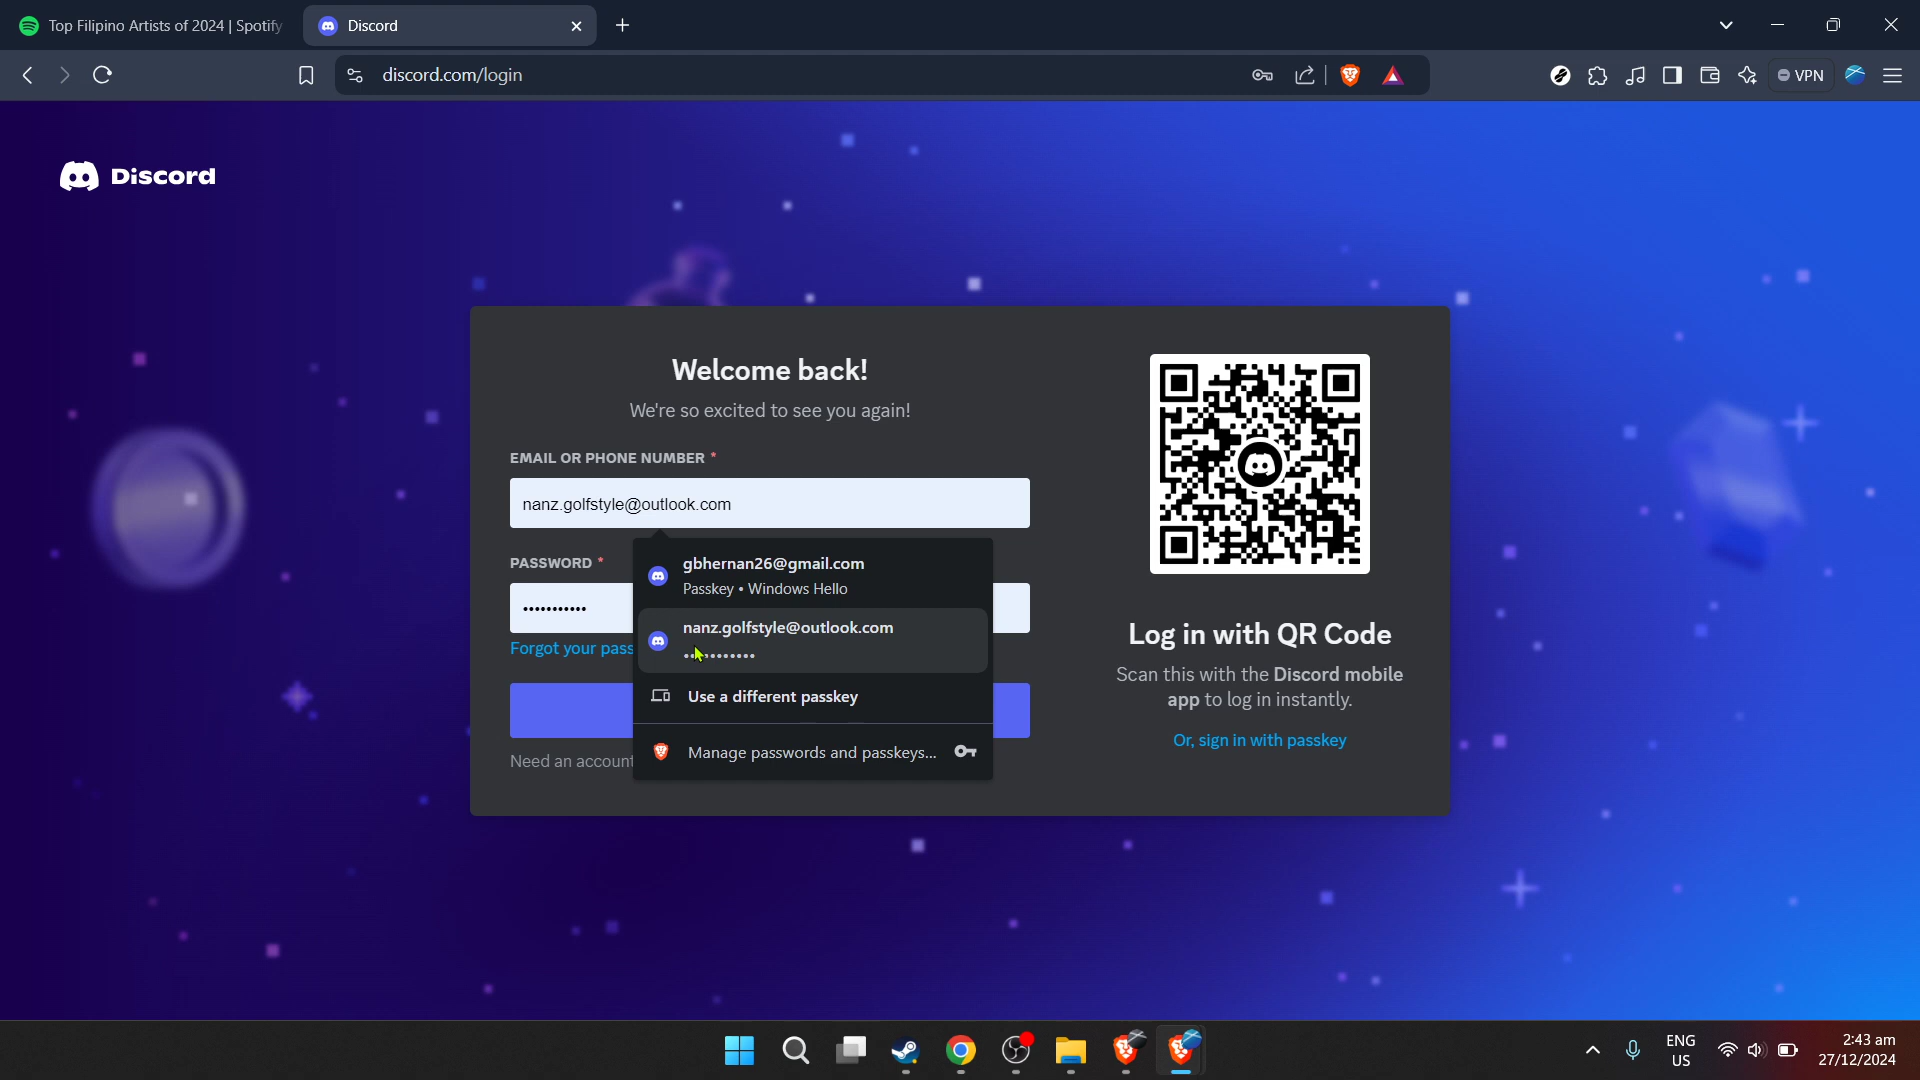 Top Filipino Artists of 2024 | Spotify
Discord
discord.com/login
VPN
Discord
Welcome back!
We're so excited to see you again!
EMAIL OR PHONE NUMBER *
nanz.golfstyle@outlook.com
PASSWORD *
•••••••••••
Forgot your pass
Need an account
gbhernan26@gmail.com
Passkey • Windows Hello
nanz.golfstyle@outlook.com
Use a different passkey
Manage passwords and passkeys...
Log in with QR Code
Scan this with the Discord mobile
app to log in instantly.
Or, sign in with passkey
ENG
US
2:43 am
27/12/2024